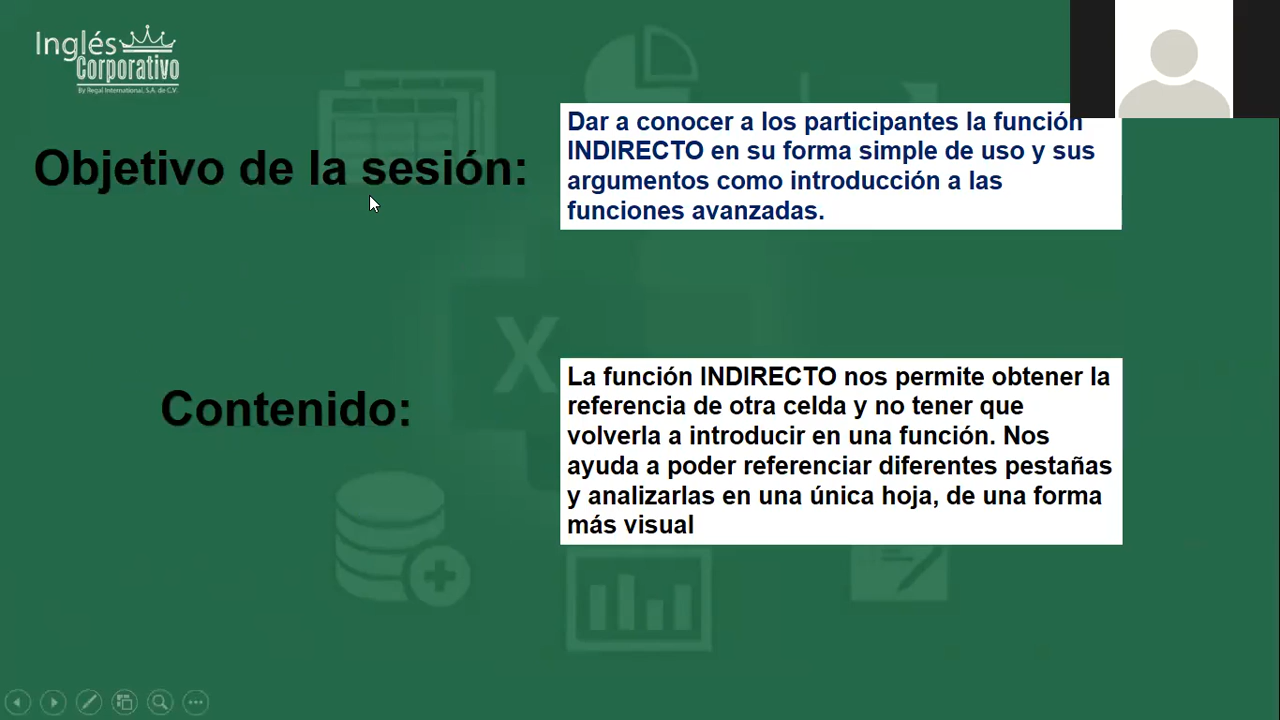 Inglés
Corporativo
By Regal International, S.A. de C.V.
Objetivo de la sesión:
Dar a conocer a los participantes la función
INDIRECTO en su forma simple de uso y sus
argumentos como introducción a las
funciones avanzadas.
X
Contenido:
La función INDIRECTO nos permite obtener la
referencia de otra celda y no tener que
volverla a introducir en una función. Nos
ayuda a poder referenciar diferentes pestañas
y analizarlas en una única hoja, de una forma
más visual